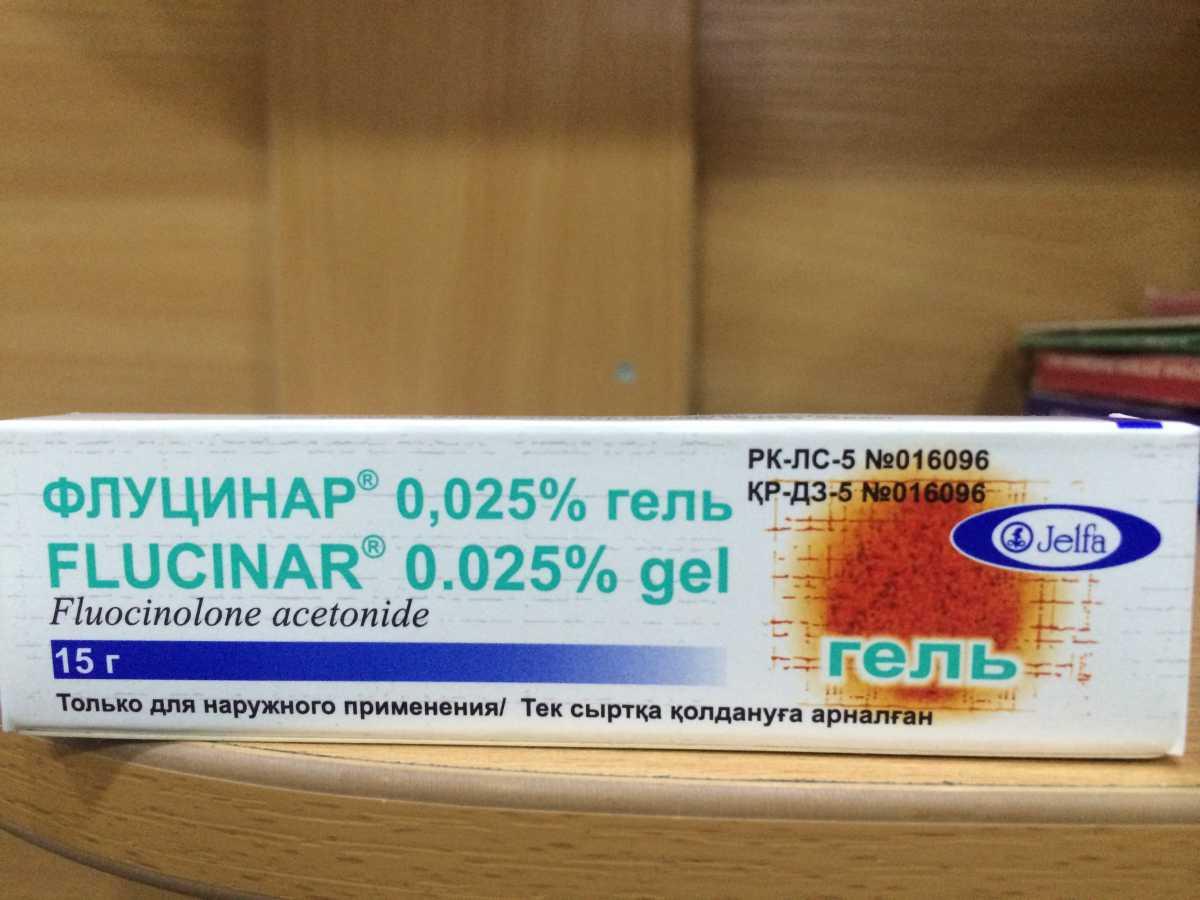 ФЛУЦИНАР® 0,025% гель
FLUCINAR® 0.025% gel
Fluocinolone acetonide
15 г
Только для наружного применения/ Тек сыртқа қолдануға арналған
РК-ЛС-5 №016096
ҚР-ДЗ-5 №016096
Jelfa
гель